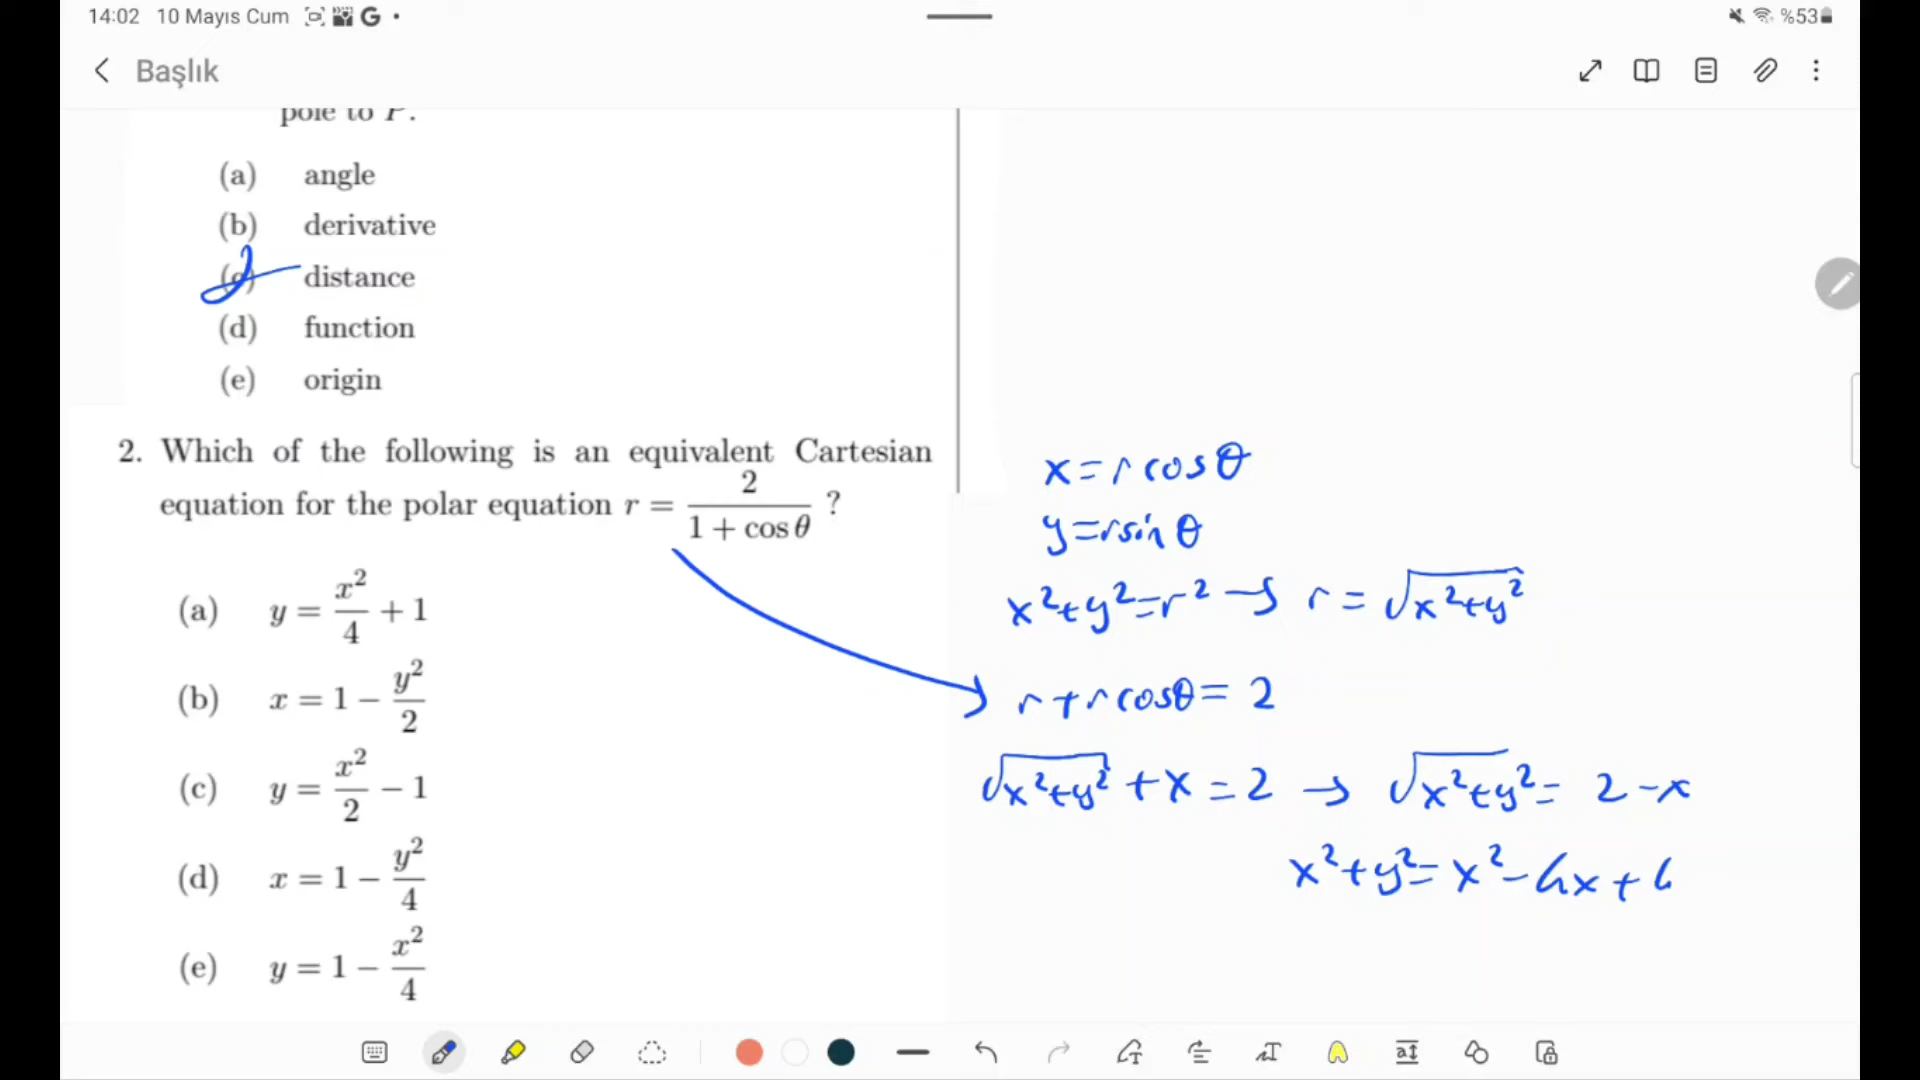 14:02 10 Mayıs Cum G •
%53
Başlık
pole to P.
(a) angle
(b) derivative
(c) distance
(d) function
(e) origin
2. Which of the following is an equivalent Cartesian
equation for the polar equation r = 2/(1 + cos θ) ?
(a) y = x²/4 + 1
(b) x = 1 − y²/2
(c) y = x²/2 − 1
(d) x = 1 − y²/4
(e) y = 1 − x²/4
x = r cos θ
y = r sin θ
x² + y² = r² → r = √(x² + y²)
→ r + r cos θ = 2
√(x² + y²) + x = 2 → √(x² + y²) = 2 − x
x² + y² = x² − 4x +